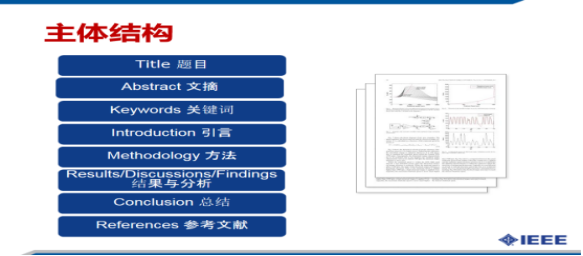 主体结构
Title 题目
Abstract 文摘
Keywords 关键词
Introduction 引言
Methodology 方法
Results/Discussions/Findings
结果与分析
Conclusion 总结
References 参考文献
IEEE